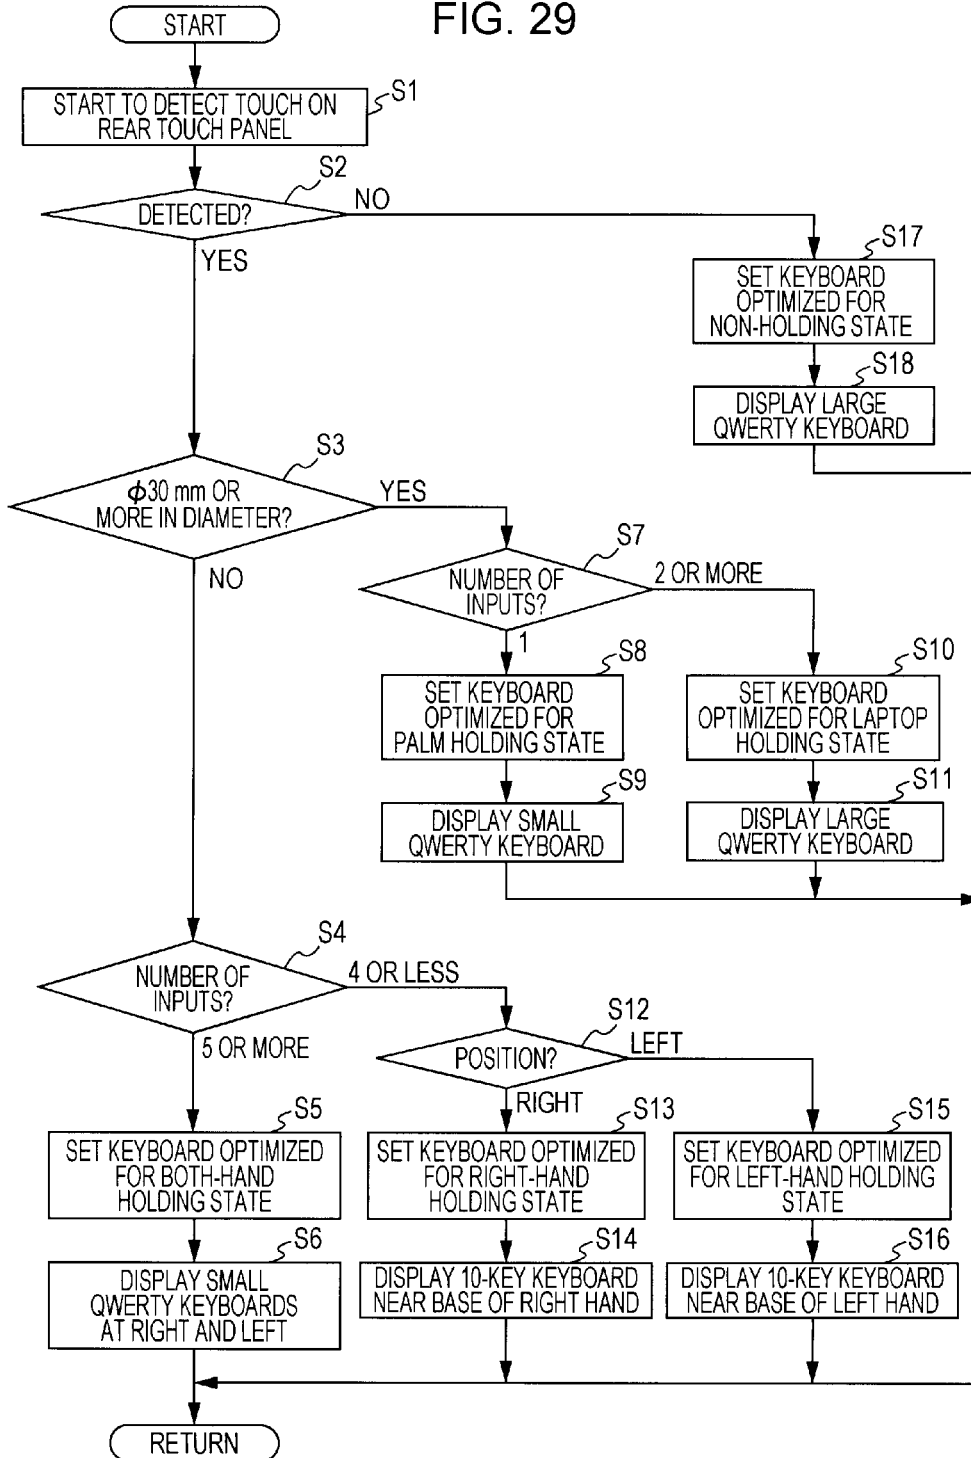 FIG. 29
START
S1
START TO DETECT TOUCH ON
REAR TOUCH PANEL
S2
DETECTED?
NO
YES
S17
SET KEYBOARD
OPTIMIZED FOR
NON-HOLDING STATE
S18
DISPLAY LARGE
QWERTY KEYBOARD
S3
ϕ30 mm OR
MORE IN DIAMETER?
YES
NO
S7
NUMBER OF
INPUTS?
2 OR MORE
1
S8
SET KEYBOARD
OPTIMIZED FOR
PALM HOLDING STATE
S10
SET KEYBOARD
OPTIMIZED FOR LAPTOP
HOLDING STATE
S9
DISPLAY SMALL
QWERTY KEYBOARD
S11
DISPLAY LARGE
QWERTY KEYBOARD
S4
NUMBER OF
INPUTS?
4 OR LESS
5 OR MORE
S12
POSITION?
LEFT
RIGHT
S5
SET KEYBOARD OPTIMIZED
FOR BOTH-HAND
HOLDING STATE
S13
SET KEYBOARD OPTIMIZED
FOR RIGHT-HAND
HOLDING STATE
S15
SET KEYBOARD OPTIMIZED
FOR LEFT-HAND HOLDING
STATE
S6
DISPLAY SMALL
QWERTY KEYBOARDS
AT RIGHT AND LEFT
S14
DISPLAY 10-KEY KEYBOARD
NEAR BASE OF RIGHT HAND
S16
DISPLAY 10-KEY KEYBOARD
NEAR BASE OF LEFT HAND
RETURN